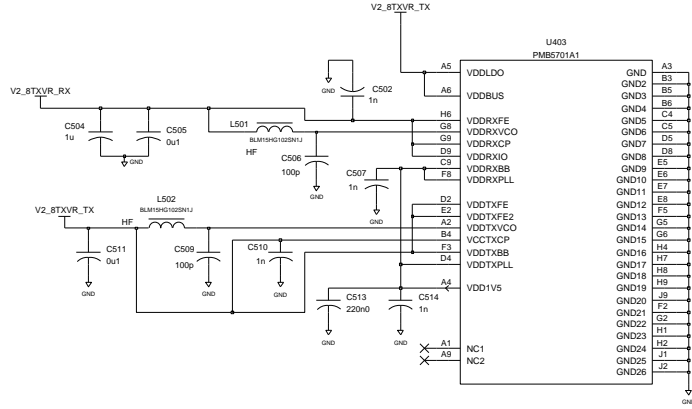 V2_8TXVR_TX
U403
PMB5701A1
V2_8TXVR_RX
GND
C502
1n
C504
1u
C505
0u1
GND
L501
BLM15HG102SN1J
HF
C506
100p
GND
C507
1n
GND
L502
BLM15HG102SN1J
V2_8TXVR_TX
HF
C511
0u1
GND
C509
100p
GND
C510
1n
GND
C513
220n0
GND
C514
1n
GND
A5 VDDLDO
A6 VDDBUS
H6 VDDRXFE
G8 VDDRXVCO
G9 VDDRXCP
D9 VDDRXIO
C9 VDDRXBB
F8 VDDRXPLL
D2 VDDTXFE
E2 VDDTXFE2
A2 VDDTXVCO
B4 VCCTXCP
F3 VDDTXBB
D4 VDDTXPLL
A4 VDD1V5
A1 NC1
A9 NC2
GND A3
GND2 B3
GND3 B5
GND4 B6
GND5 C4
GND6 C5
GND7 D5
GND8 D8
GND9 E5
GND10 E6
GND11 E7
GND12 E8
GND13 F5
GND14 G5
GND15 G6
GND16 H4
GND17 H7
GND18 H8
GND19 H9
GND20 J9
GND21 F2
GND22 G2
GND23 H1
GND24 H2
GND25 J1
GND26 J2